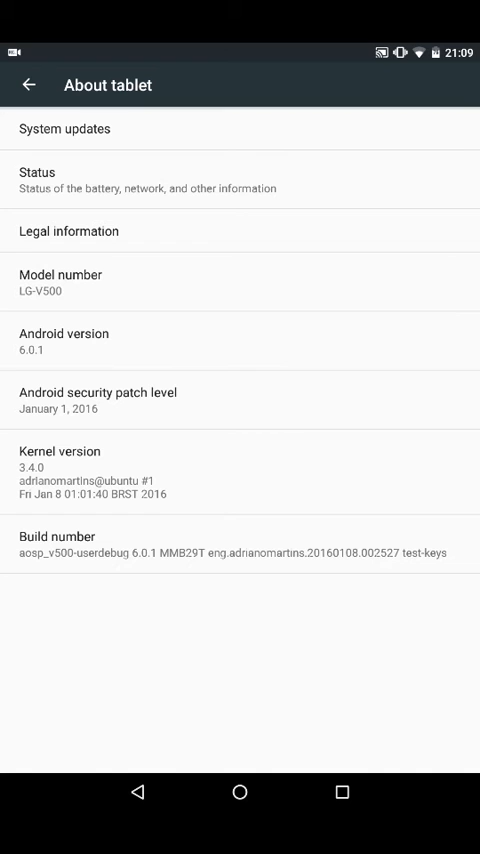 21:09
About tablet
System updates
Status
Status of the battery, network, and other information
Legal information
Model number
LG-V500
Android version
6.0.1
Android security patch level
January 1, 2016
Kernel version
3.4.0
adrianomartins@ubuntu #1
Fri Jan 8 01:01:40 BRST 2016
Build number
aosp_v500-userdebug 6.0.1 MMB29T eng.adrianomartins.20160108.002527 test-keys